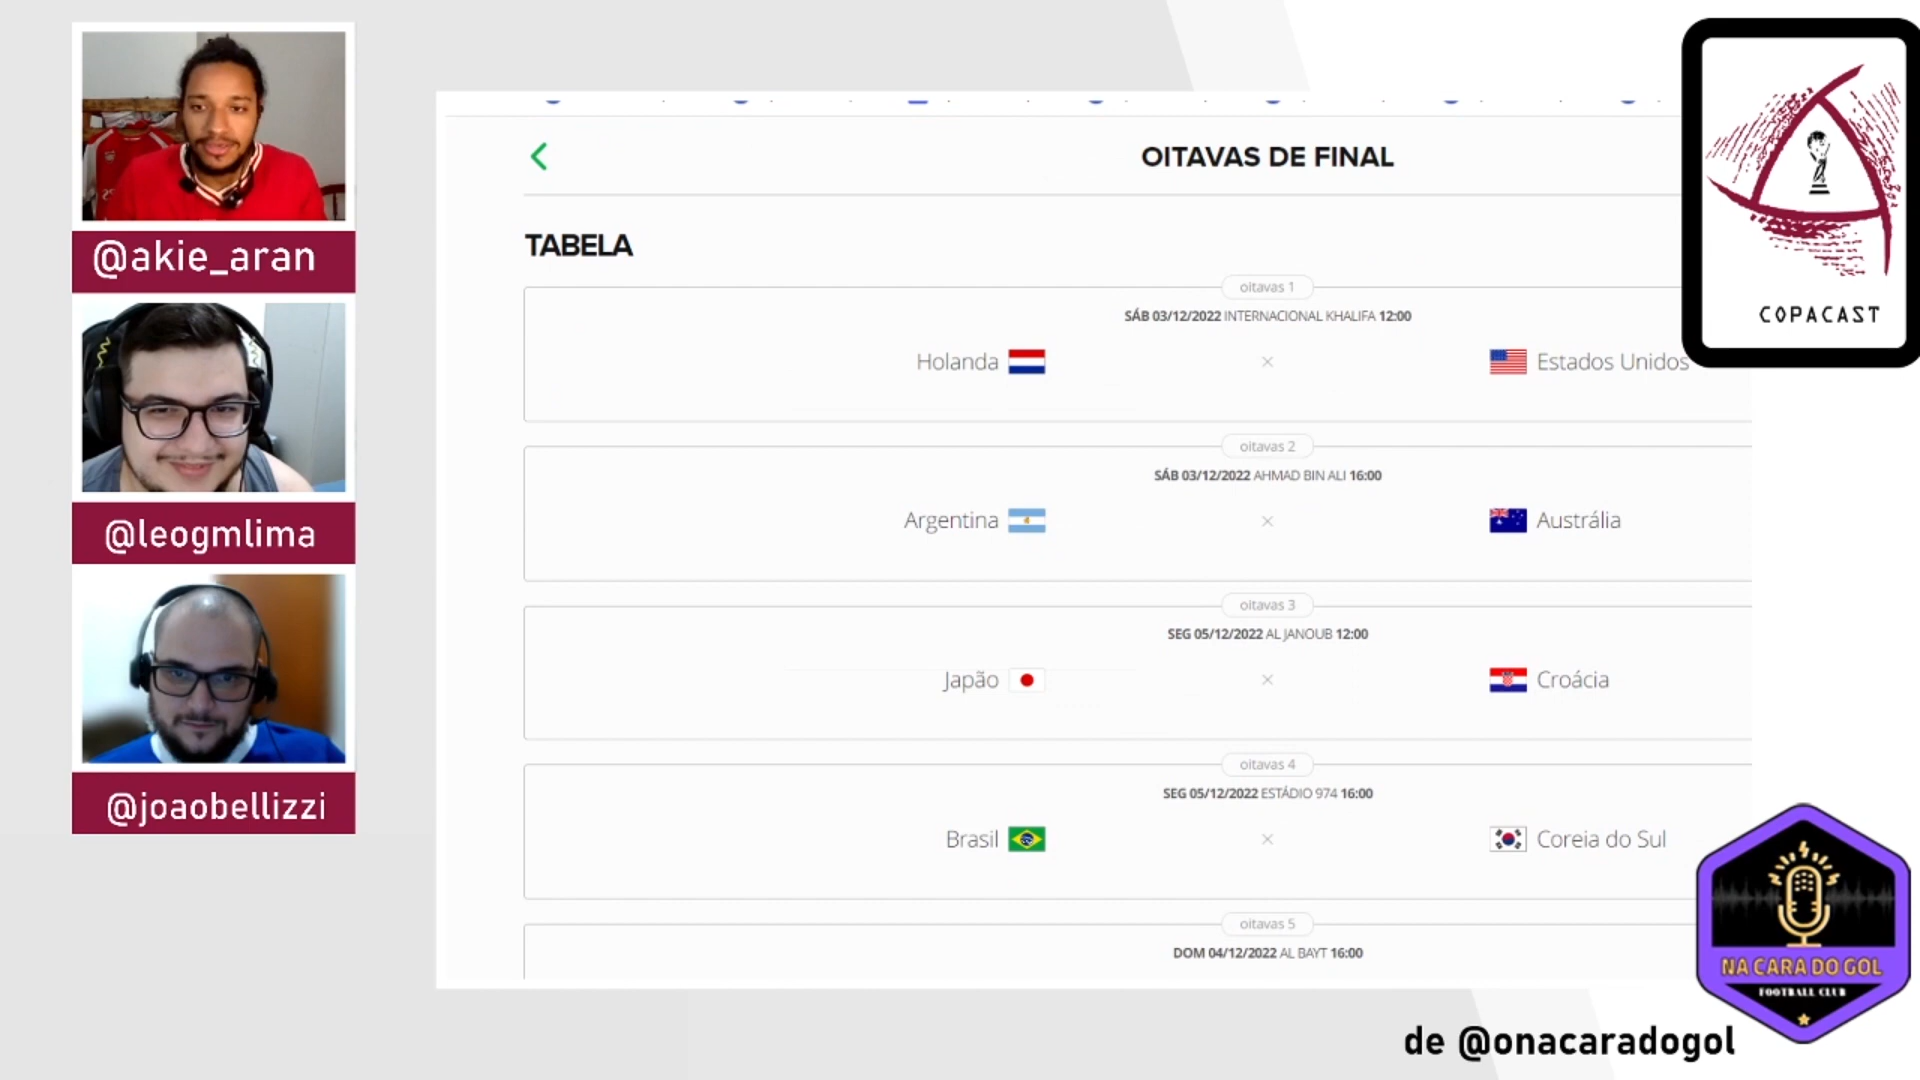 @akie_aran
@leogmlima
@joaobellizzi
OITAVAS DE FINAL
TABELA
oitavas 1
SÁB 03/12/2022 INTERNACIONAL KHALIFA 12:00
Holanda × Estados Unidos
oitavas 2
SÁB 03/12/2022 AHMAD BIN ALI 16:00
Argentina × Austrália
oitavas 3
SEG 05/12/2022 AL JANOUB 12:00
Japão × Croácia
oitavas 4
SEG 05/12/2022 ESTÁDIO 974 16:00
Brasil × Coreia do Sul
oitavas 5
DOM 04/12/2022 AL BAYT 16:00
COPACAST
NA CARA DO GOL
FOOTBALL CLUB
de @onacaradogol